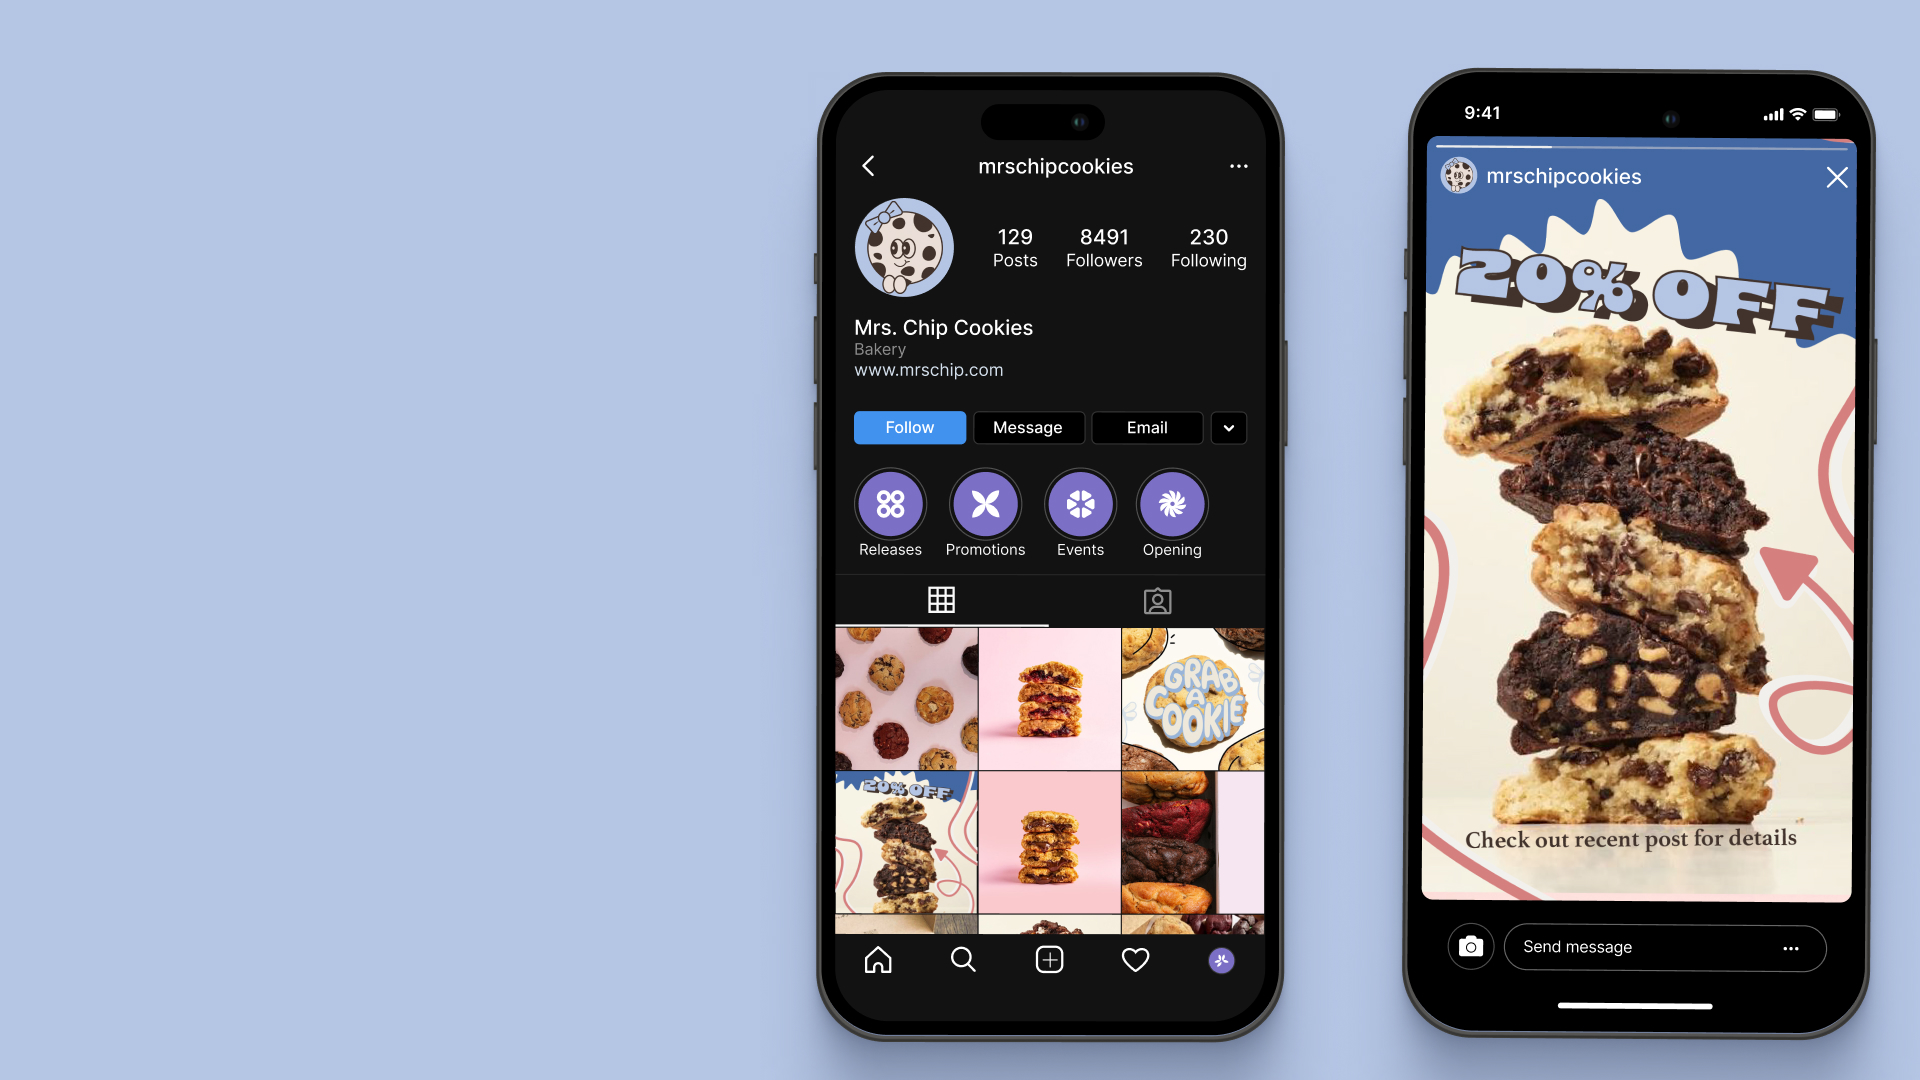 mrschipcookies
129
8491
230
Posts
Followers
Following
Mrs. Chip Cookies
Bakery
www.mrschip.com
Follow
Message
Email
Releases
Promotions
Events
Opening
GRAB
A
COOKIE
20% OFF
9:41
mrschipcookies
20% OFF
Check out recent post for details
Send message